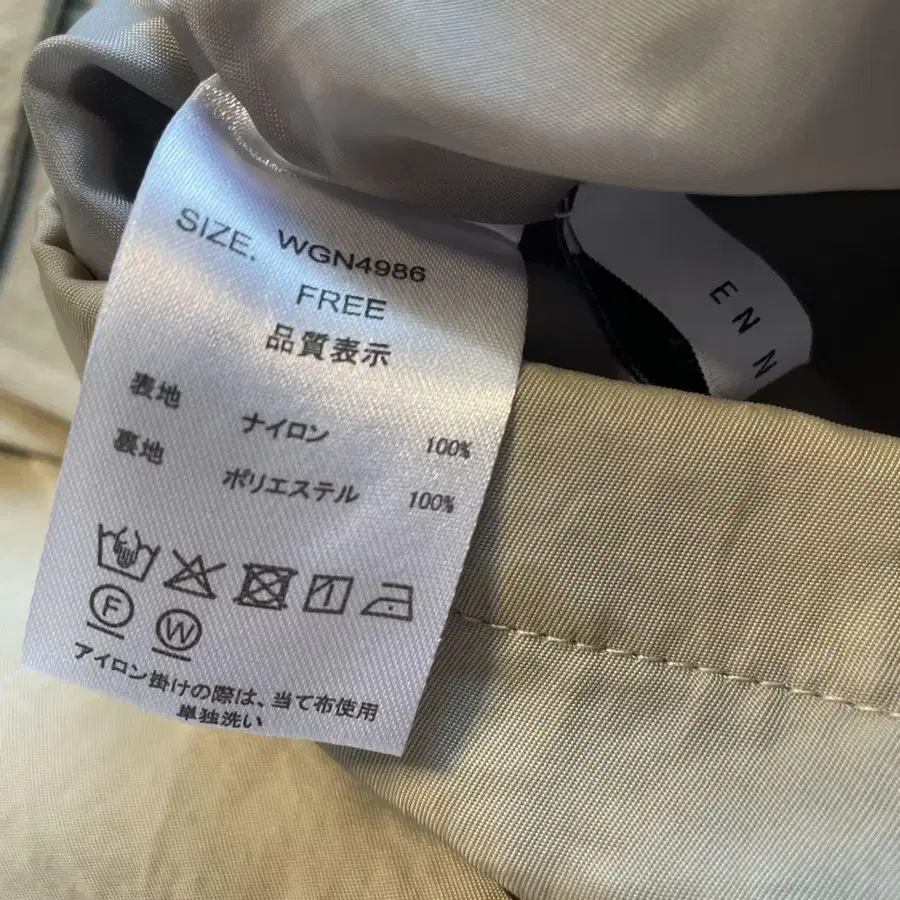 WGN4986
SIZE. FREE
品質表示
表地 ナイロン 100%
裏地 ポリエステル 100%
F W
アイロン掛けの際は、当て布使用
単独洗い
EN N